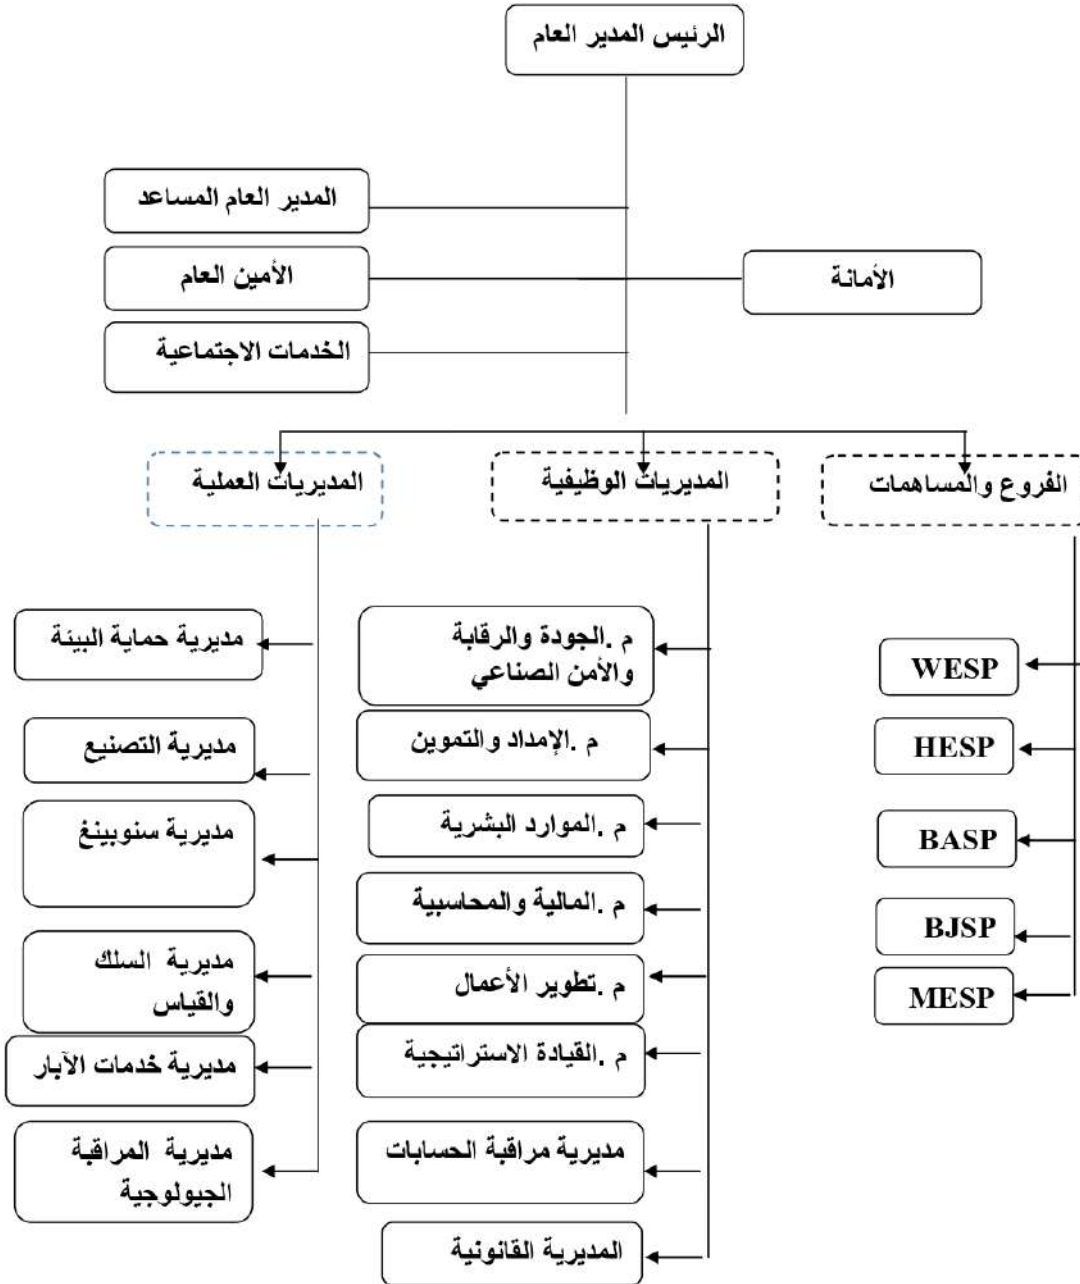 الرئيس المدير العام
المدير العام المساعد
الأمين العام
الأمانة
الخدمات الاجتماعية
الفروع والمساهمات
المديريات الوظيفية
المديريات العملية
WESP
HESP
BASP
BJSP
MESP
م .الجودة والرقابة
والأمن الصناعي
م .الإمداد والتموين
م .الموارد البشرية
م .المالية والمحاسبية
م .تطوير الأعمال
م .القيادة الاستراتيجية
مديرية مراقبة الحسابات
المديرية القانونية
مديرية حماية البيئة
مديرية التصنيع
مديرية سنوبينغ
مديرية السلك
والقياس
مديرية خدمات الآبار
مديرية المراقبة
الجيولوجية